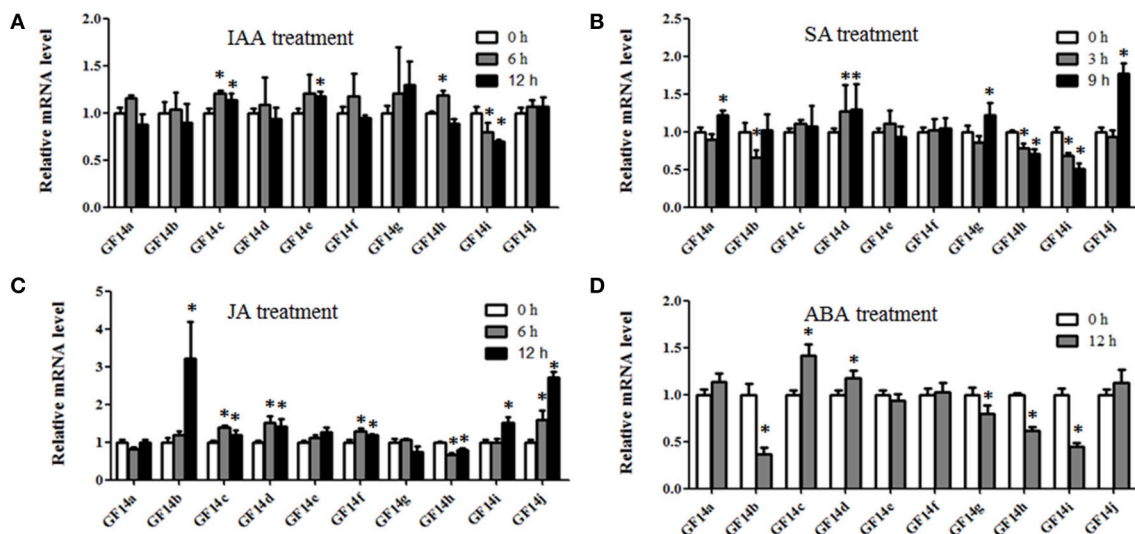 A
IAA treatment
Relative mRNA level
2.0
1.5
1.0
0.5
0.0
0 h
6 h
12 h
* * * * * *
GF14a GF14b GF14c GF14d GF14e GF14f GF14g GF14h GF14i GF14j
B
SA treatment
Relative mRNA level
2.5
2.0
1.5
1.0
0.5
0.0
0 h
3 h
9 h
* * ** * * * * * *
GF14a GF14b GF14c GF14d GF14e GF14f GF14g GF14h GF14i GF14j
C
JA treatment
Relative mRNA level
5
4
3
2
1
0
0 h
6 h
12 h
* * * * * * * * * * * *
GF14a GF14b GF14c GF14d GF14e GF14f GF14g GF14h GF14i GF14j
D
ABA treatment
Relative mRNA level
2.0
1.5
1.0
0.5
0.0
0 h
12 h
* * * * * *
GF14a GF14b GF14c GF14d GF14e GF14f GF14g GF14h GF14i GF14j